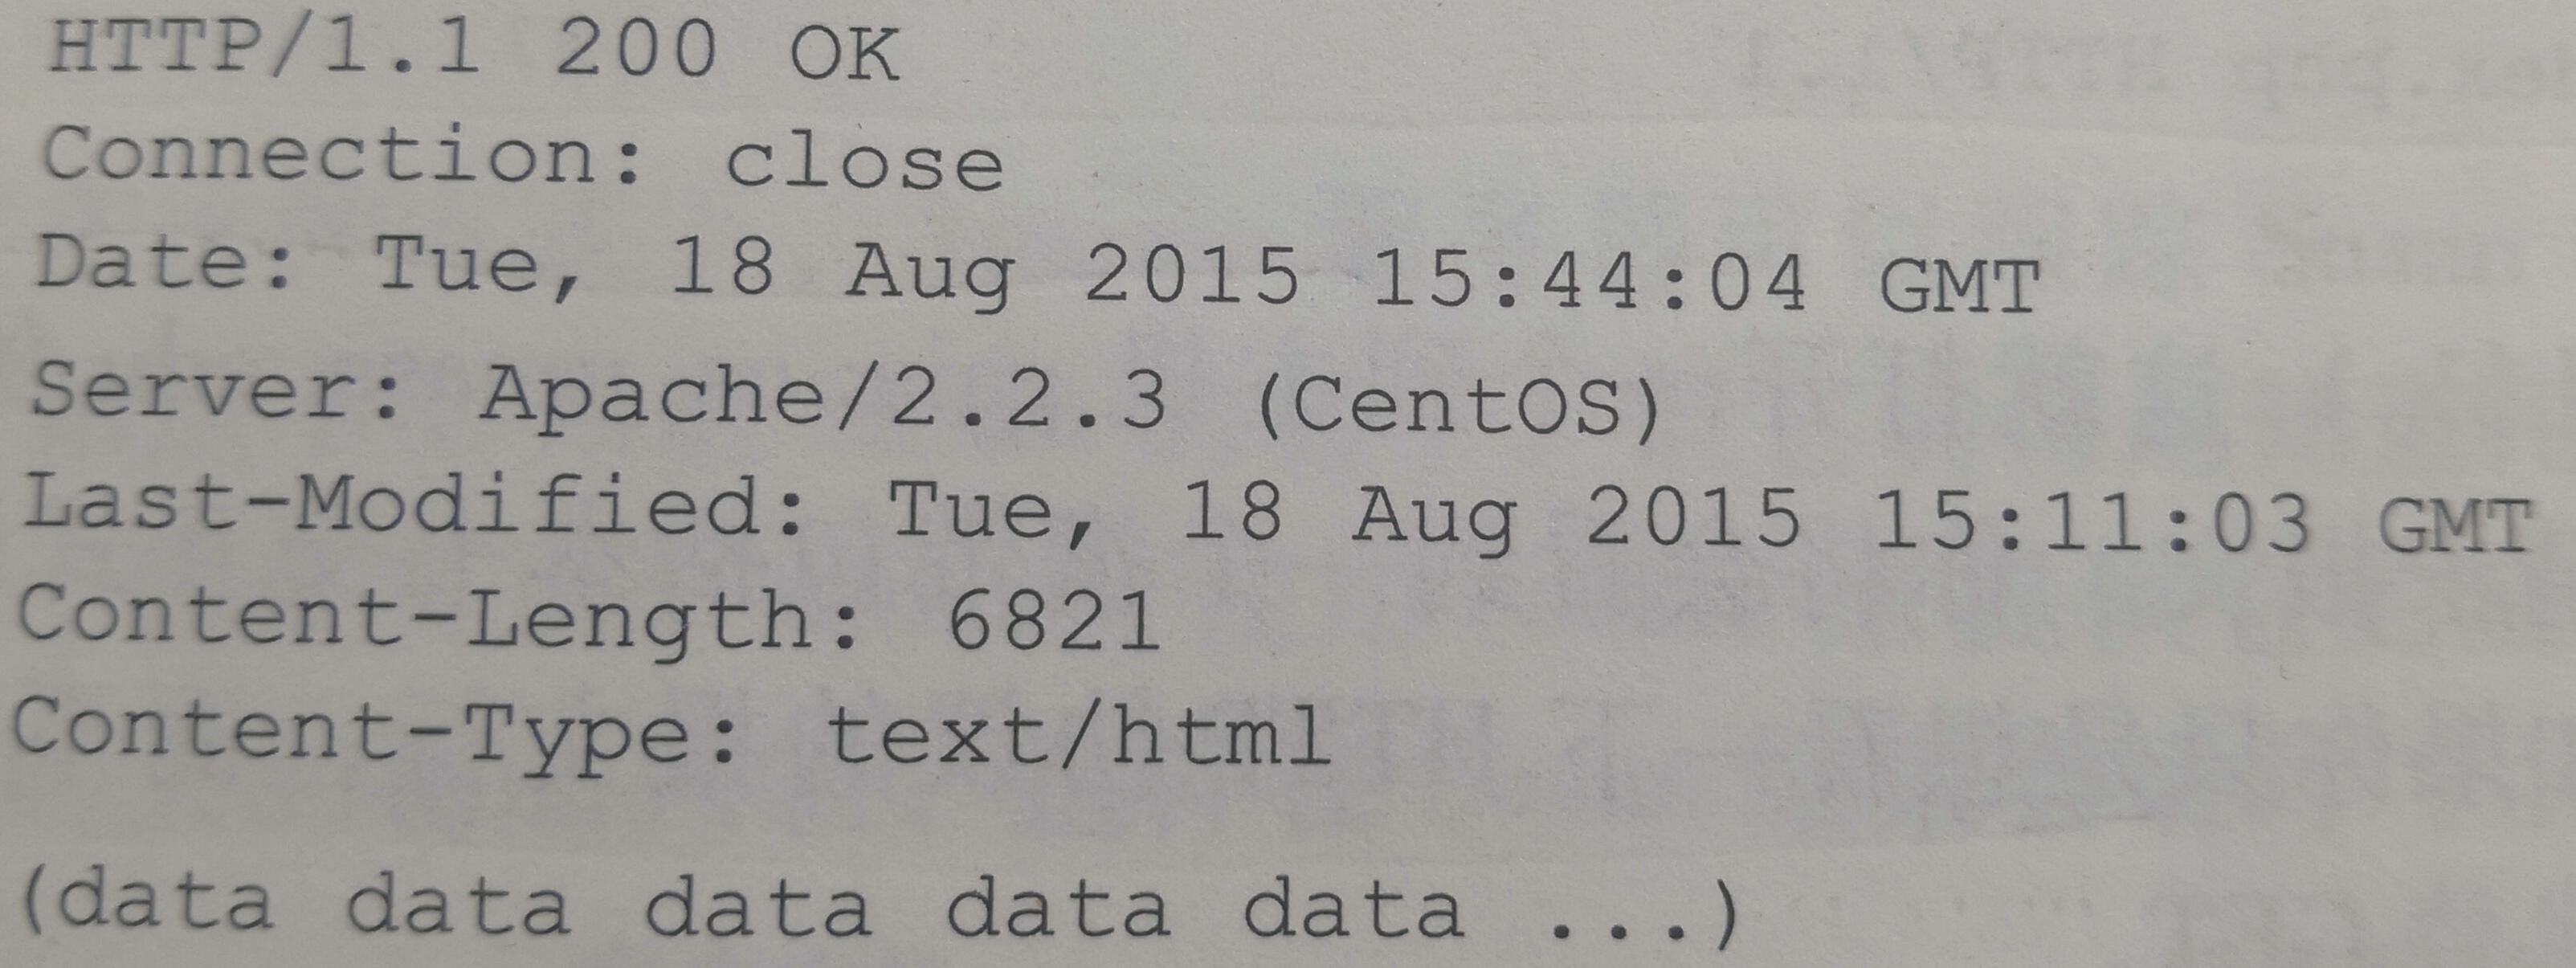 HTTP/1.1 200 OK
Connection: close
Date: Tue, 18 Aug 2015 15:44:04 GMT
Server: Apache/2.2.3 (CentOS)
Last-Modified: Tue, 18 Aug 2015 15:11:03 GMT
Content-Length: 6821
Content-Type: text/html
(data data data data data ...)